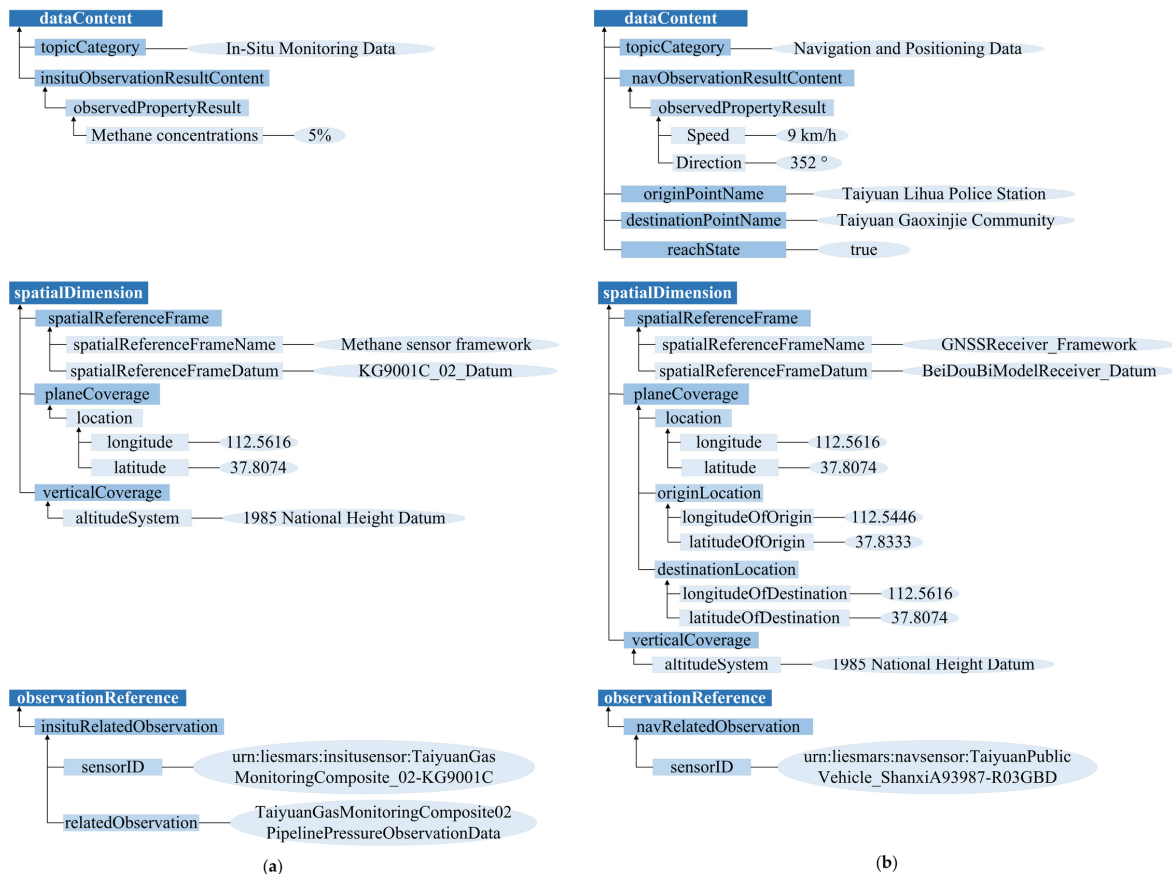 dataContent
topicCategory
In-Situ Monitoring Data
insituObservationResultContent
observedPropertyResult
Methane concentrations
5%
spatialDimension
spatialReferenceFrame
spatialReferenceFrameName
Methane sensor framework
spatialReferenceFrameDatum
KG9001C_02_Datum
planeCoverage
location
longitude
112.5616
latitude
37.8074
verticalCoverage
altitudeSystem
1985 National Height Datum
observationReference
insituRelatedObservation
sensorID
urn:liesmars:insitusensor:TaiyuanGas
MonitoringComposite_02-KG9001C
relatedObservation
TaiyuanGasMonitoringComposite02
PipelinePressureObservationData
(a)
dataContent
topicCategory
Navigation and Positioning Data
navObservationResultContent
observedPropertyResult
Speed
9 km/h
Direction
352 °
originPointName
Taiyuan Lihua Police Station
destinationPointName
Taiyuan Gaoxinjie Community
reachState
true
spatialDimension
spatialReferenceFrame
spatialReferenceFrameName
GNSSReceiver_Framework
spatialReferenceFrameDatum
BeiDouBiModelReceiver_Datum
planeCoverage
location
longitude
112.5616
latitude
37.8074
originLocation
longitudeOfOrigin
112.5446
latitudeOfOrigin
37.8333
destinationLocation
longitudeOfDestination
112.5616
latitudeOfDestination
37.8074
verticalCoverage
altitudeSystem
1985 National Height Datum
observationReference
navRelatedObservation
sensorID
urn:liesmars:navsensor:TaiyuanPublic
Vehicle_ShanxiA93987-R03GBD
(b)